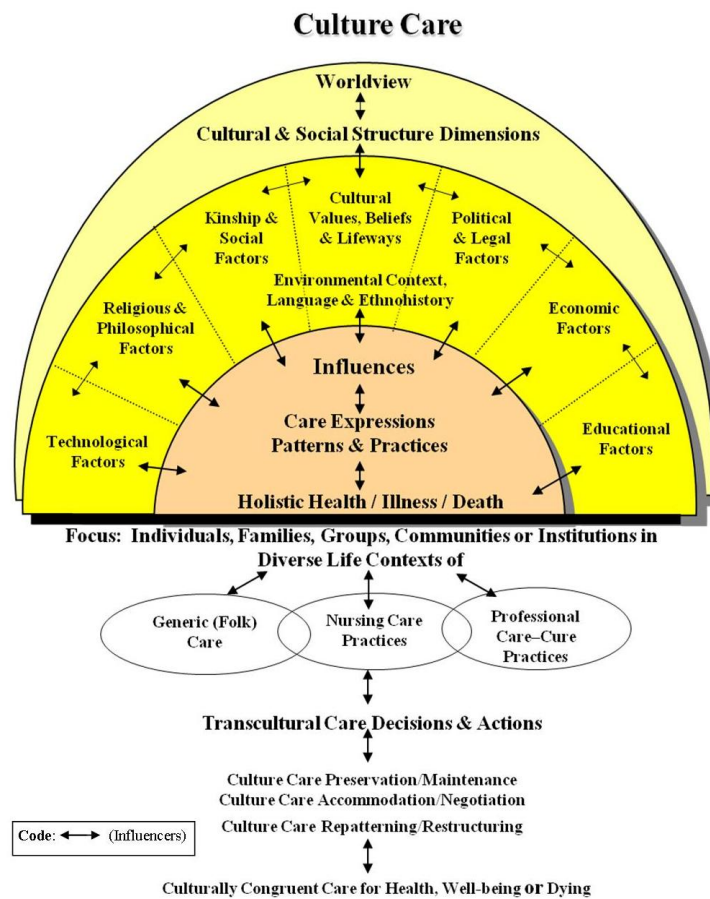 Culture Care
Worldview
Cultural & Social Structure Dimensions
Cultural
Values, Beliefs
& Lifeways
Kinship &
Social
Factors
Political
& Legal
Factors
Environmental Context,
Language & Ethnohistory
Religious &
Philosophical
Factors
Economic
Factors
Technological
Factors
Educational
Factors
Influences
Care Expressions
Patterns & Practices
Holistic Health / Illness / Death
Focus: Individuals, Families, Groups, Communities or Institutions in
Diverse Life Contexts of
Generic (Folk)
Care
Nursing Care
Practices
Professional
Care–Cure
Practices
Transcultural Care Decisions & Actions
Culture Care Preservation/Maintenance
Culture Care Accommodation/Negotiation
Culture Care Repatterning/Restructuring
Code: ↔ (Influencers)
Culturally Congruent Care for Health, Well-being or Dying